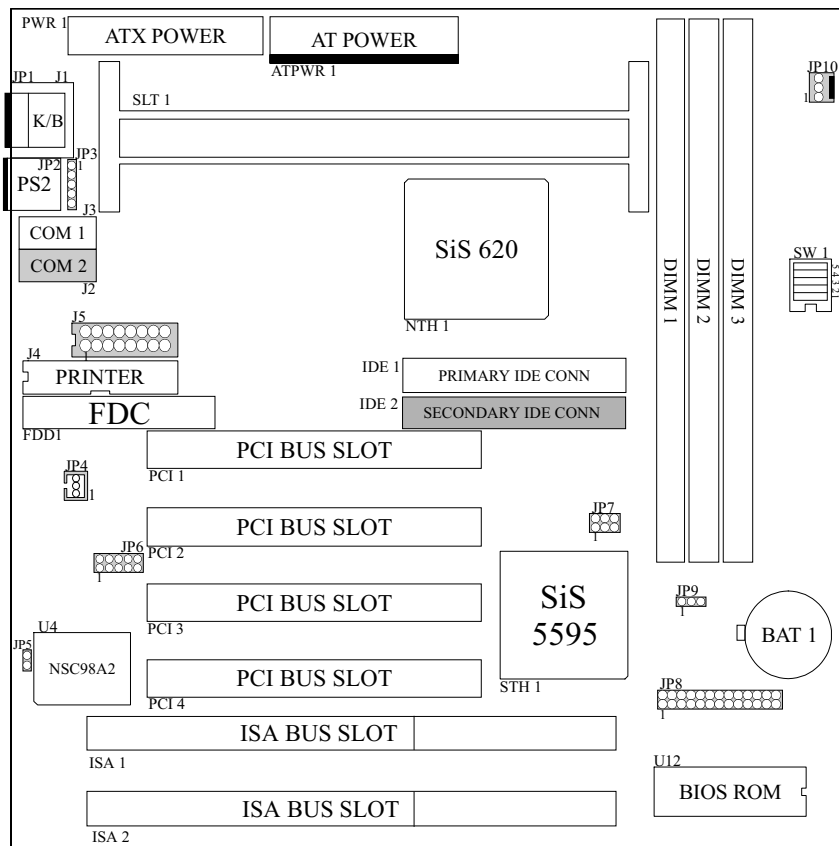 PWR 1
ATX POWER
AT POWER
ATPWR 1
JP1
J1
K/B
SLT 1
JP10
1
JP3
JP2
1
PS2
J3
COM 1
COM 2
J2
SiS 620
NTH 1
DIMM 1
DIMM 2
DIMM 3
SW 1
5 4 3 2 1
J5
1
J4
PRINTER
FDC
FDD1
IDE 1
PRIMARY IDE CONN
IDE 2
SECONDARY IDE CONN
PCI BUS SLOT
PCI 1
JP4
1
PCI BUS SLOT
PCI 2
JP7
1
JP6
1
SiS
5595
STH 1
PCI BUS SLOT
PCI 3
JP9
1
BAT 1
U4
JP5
NSC98A2
PCI BUS SLOT
PCI 4
JP8
1
ISA BUS SLOT
ISA 1
U12
BIOS ROM
ISA BUS SLOT
ISA 2